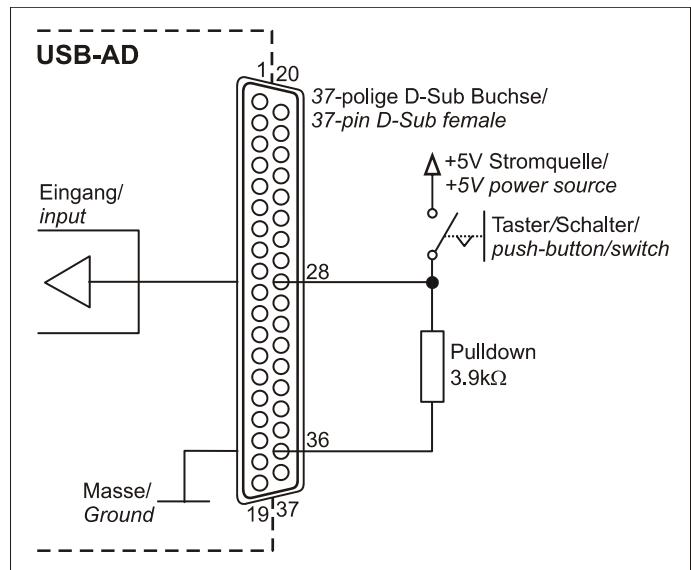 USB-AD
1 20
37-polige D-Sub Buchse/
37-pin D-Sub female
+5V Stromquelle/
+5V power source
Eingang/
input
Taster/Schalter/
push-button/switch
28
Pulldown
3.9kΩ
36
Masse/
Ground
19 37